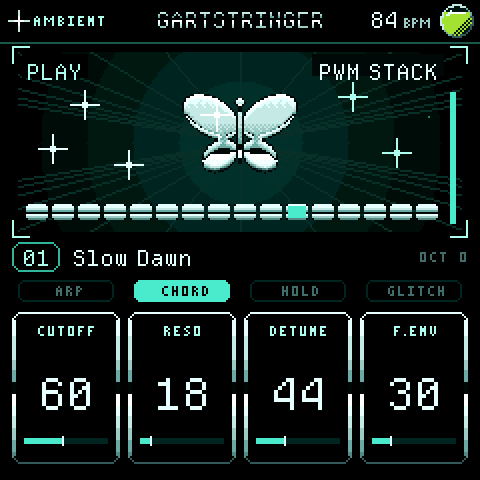 AMBIENT GARTSTRINGER 84 BPM
PLAY PWM STACK
01 Slow Dawn OCT 0
ARP CHORD HOLD GLITCH
CUTOFF RESO DETUNE F.ENV
60 18 44 30